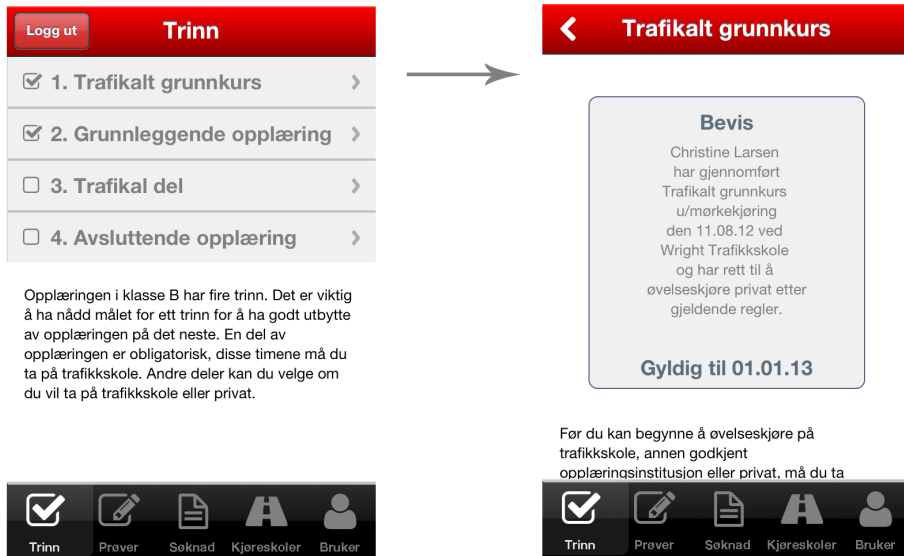 Logg ut
Trinn
1. Trafikalt grunnkurs
2. Grunnleggende opplæring
3. Trafikal del
4. Avsluttende opplæring
Opplæringen i klasse B har fire trinn. Det er viktig
å ha nådd målet for ett trinn for å ha godt utbytte
av opplæringen på det neste. En del av
opplæringen er obligatorisk, disse timene må du
ta på trafikkskole. Andre deler kan du velge om
du vil ta på trafikkskole eller privat.
Trinn Prøver Søknad Kjøreskoler Bruker
Trafikalt grunnkurs
Bevis
Christine Larsen
har gjennomført
Trafikalt grunnkurs
u/mørkekjøring
den 11.08.12 ved
Wright Trafikkskole
og har rett til å
øvelseskjøre privat etter
gjeldende regler.
Gyldig til 01.01.13
Før du kan begynne å øvelseskjøre på
trafikkskole, annen godkjent
opplæringsinstitusjon eller privat, må du ta
Trinn Prøver Søknad Kjøreskoler Bruker